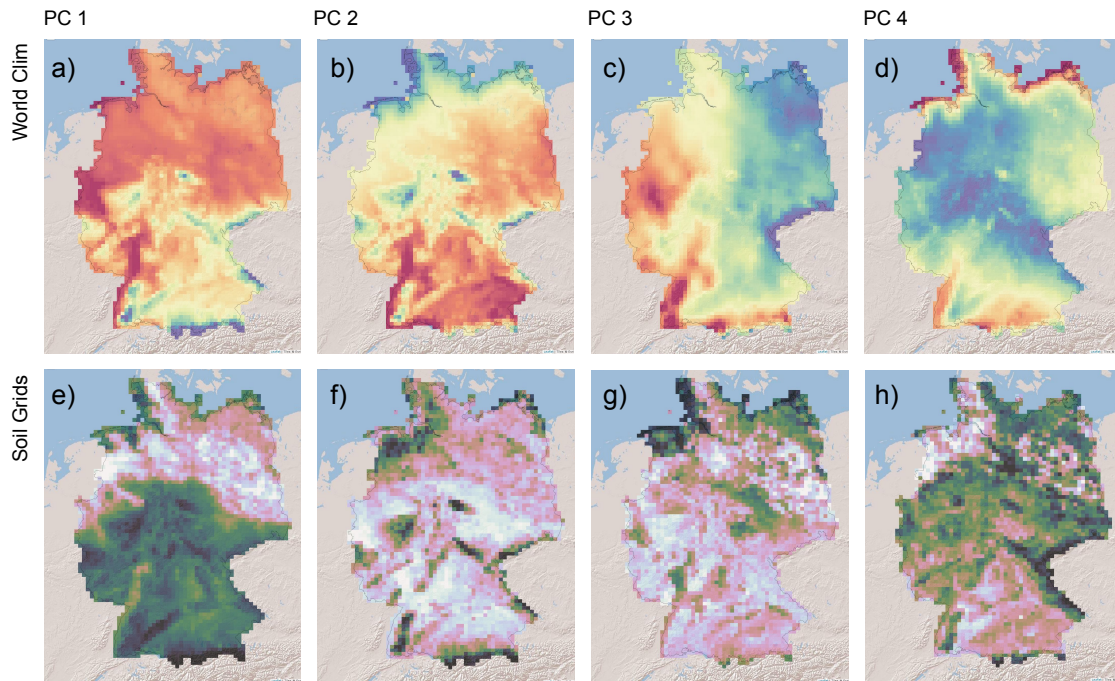 PC 1
PC 2
PC 3
PC 4
World Clim
a)
b)
c)
d)
Soil Grids
e)
f)
g)
h)